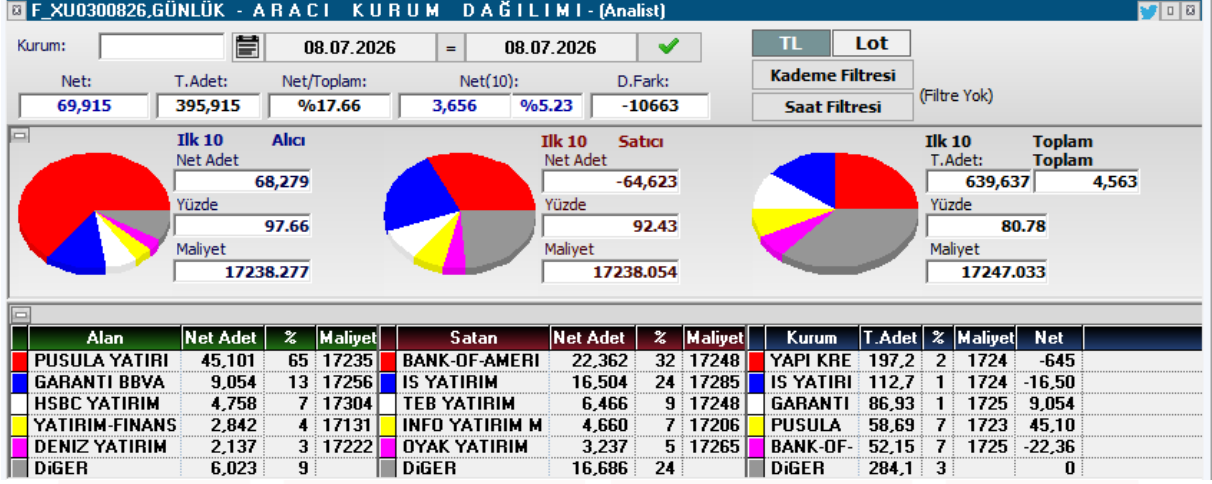 F_XU0300826,GÜNLÜK - A R A C I   K U R U M   D A Ğ I L I M I - (Analist)
Kurum: 08.07.2026 = 08.07.2026 TL Lot
Net: T.Adet: Net/Toplam: Net(10): D.Fark: Kademe Filtresi
69,915 395,915 %17.66 3,656 %5.23 -10663 Saat Filtresi (Filtre Yok)
Ilk 10 Alıcı
Net Adet
68,279
Yüzde
97.66
Maliyet
17238.277
Ilk 10 Satıcı
Net Adet
-64,623
Yüzde
92.43
Maliyet
17238.054
Ilk 10 Toplam
T.Adet: Toplam
639,637 4,563
Yüzde
80.78
Maliyet
17247.033
Alan Net Adet % Maliyet Satan Net Adet % Maliyet Kurum T.Adet % Maliyet Net
PUSULA YATIRI 45,101 65 17235 BANK-OF-AMERI 22,362 32 17248 YAPI KRE 197,2 2 1724 -645
GARANTI BBVA 9,054 13 17256 IS YATIRIM 16,504 24 17285 IS YATIRI 112,7 1 1724 -16,50
HSBC YATIRIM 4,758 7 17304 TEB YATIRIM 6,466 9 17248 GARANTI 86,93 1 1725 9,054
YATIRIM-FINANS 2,842 4 17131 INFO YATIRIM M 4,660 7 17206 PUSULA 58,69 7 1723 45,10
DENIZ YATIRIM 2,137 3 17222 OYAK YATIRIM 3,237 5 17265 BANK-OF- 52,15 7 1725 -22,36
DiGER 6,023 9 DiGER 16,686 24 DiGER 284,1 3 0